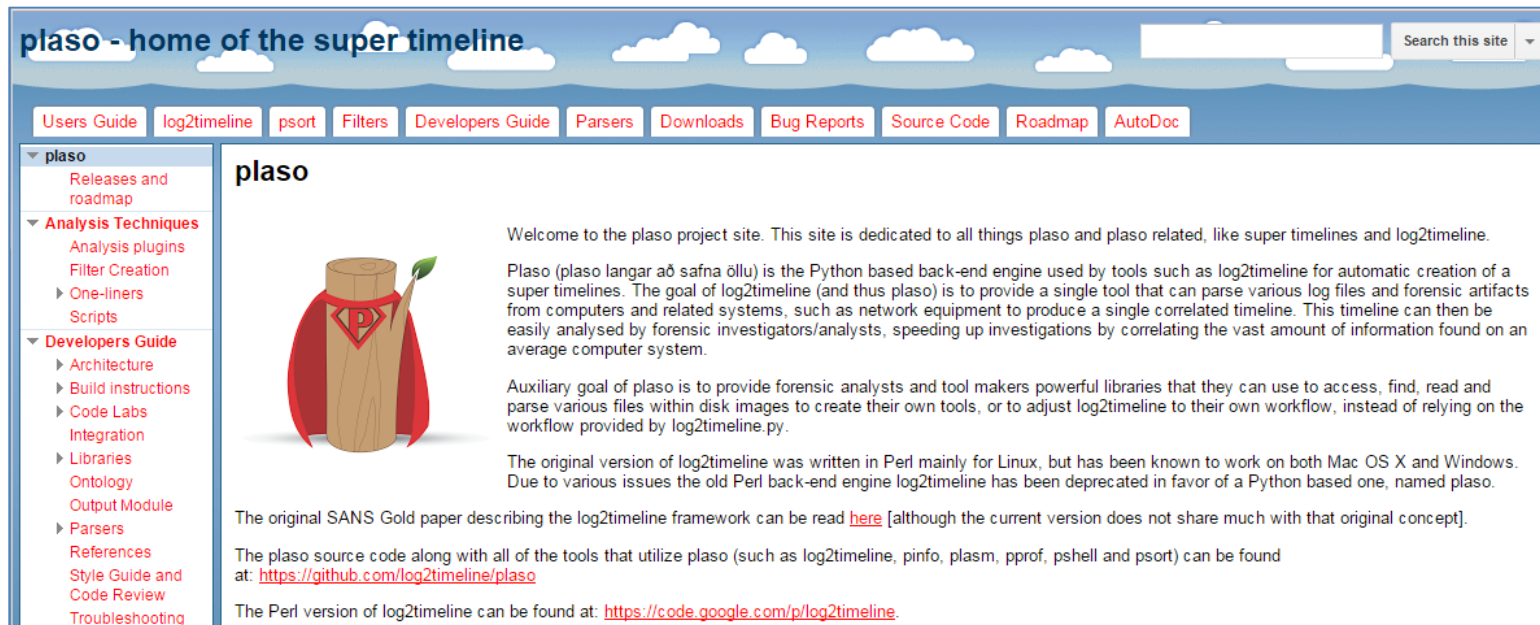 plaso - home of the super timeline
Search this site
Users Guide
log2timeline
psort
Filters
Developers Guide
Parsers
Downloads
Bug Reports
Source Code
Roadmap
AutoDoc
plaso
Releases and
roadmap
Analysis Techniques
Analysis plugins
Filter Creation
One-liners
Scripts
Developers Guide
Architecture
Build instructions
Code Labs
Integration
Libraries
Ontology
Output Module
Parsers
References
Style Guide and
Code Review
Troubleshooting
plaso
P
Welcome to the plaso project site. This site is dedicated to all things plaso and plaso related, like super timelines and log2timeline.
Plaso (plaso langar að safna öllu) is the Python based back-end engine used by tools such as log2timeline for automatic creation of a
super timelines. The goal of log2timeline (and thus plaso) is to provide a single tool that can parse various log files and forensic artifacts
from computers and related systems, such as network equipment to produce a single correlated timeline. This timeline can then be
easily analysed by forensic investigators/analysts, speeding up investigations by correlating the vast amount of information found on an
average computer system.
Auxiliary goal of plaso is to provide forensic analysts and tool makers powerful libraries that they can use to access, find, read and
parse various files within disk images to create their own tools, or to adjust log2timeline to their own workflow, instead of relying on the
workflow provided by log2timeline.py.
The original version of log2timeline was written in Perl mainly for Linux, but has been known to work on both Mac OS X and Windows.
Due to various issues the old Perl back-end engine log2timeline has been deprecated in favor of a Python based one, named plaso.
The original SANS Gold paper describing the log2timeline framework can be read here [although the current version does not share much with that original concept].
The plaso source code along with all of the tools that utilize plaso (such as log2timeline, pinfo, plasm, pprof, pshell and psort) can be found
at: https://github.com/log2timeline/plaso
The Perl version of log2timeline can be found at: https://code.google.com/p/log2timeline.